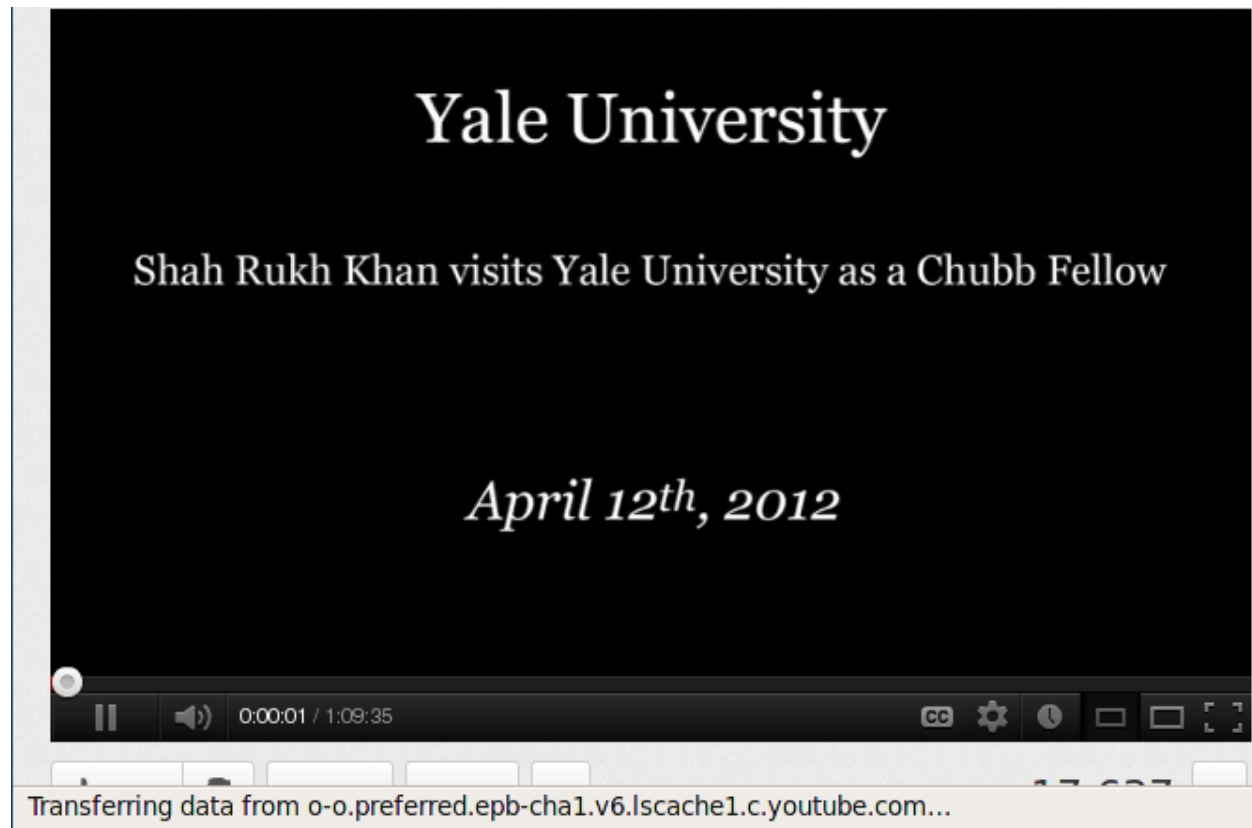 Yale University
Shah Rukh Khan visits Yale University as a Chubb Fellow
April 12th, 2012
0:00:01 / 1:09:35
CC
Transferring data from o-o.preferred.epb-cha1.v6.lscache1.c.youtube.com...